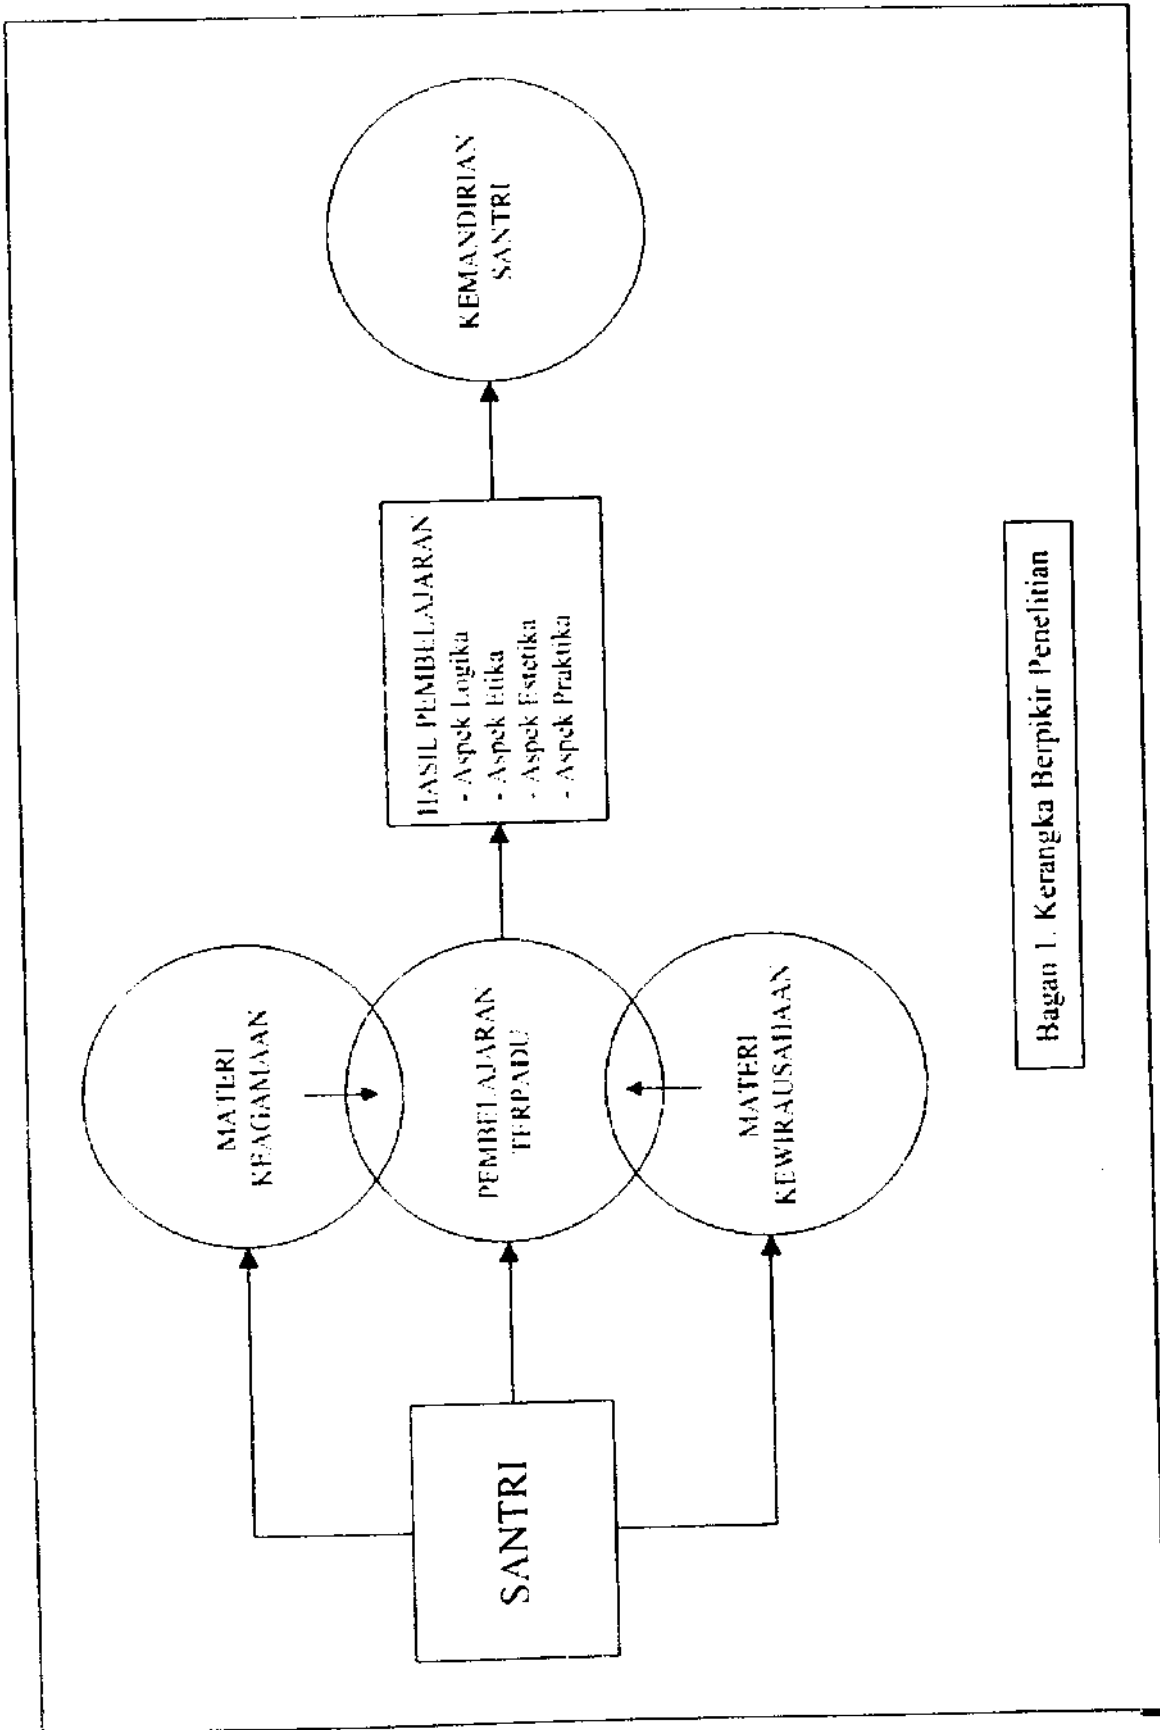 SANTRI
MATERI
KEAGAMAAN
PEMBELAJARAN
TERPADU
MATERI
KEWIRAUSAHAAN
HASIL PEMBELAJARAN
- Aspek Logika
- Aspek Etika
- Aspek Estetika
- Aspek Praktika
KEMANDIRIAN
SANTRI
Bagan 1. Kerangka Berpikir Penelitian